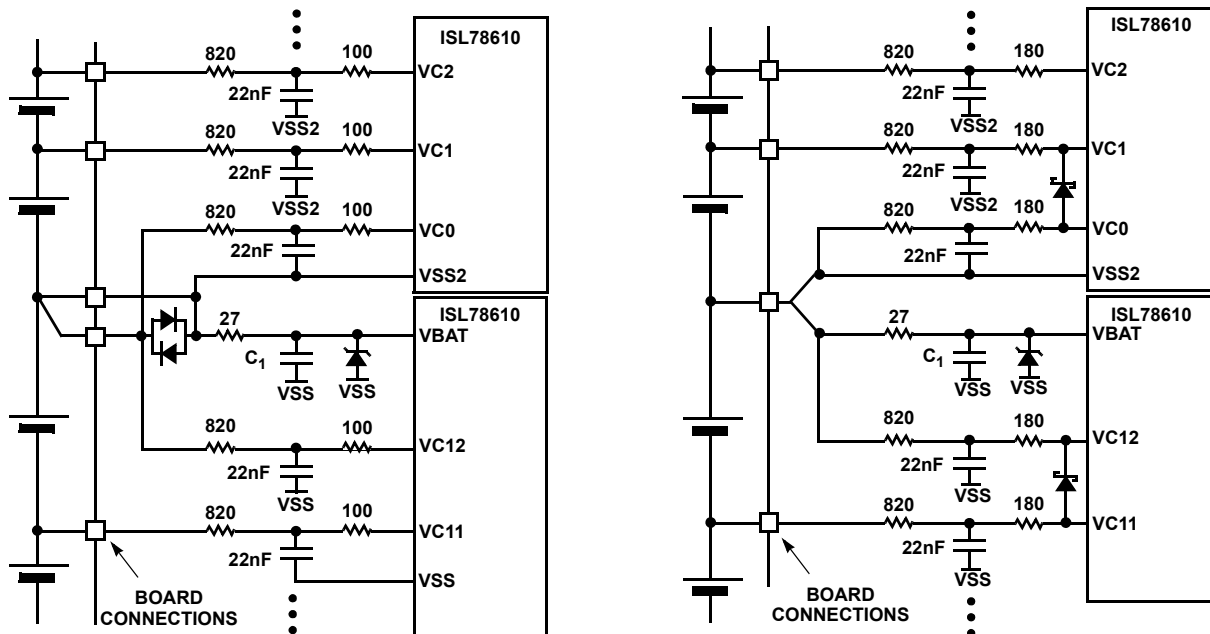 ISL78610
820
100
VC2
22nF
VSS2
820
100
VC1
22nF
VSS2
820
100
VC0
22nF
VSS2
ISL78610
27
VBAT
C1
VSS
VSS
820
100
VC12
22nF
VSS
820
100
VC11
22nF
VSS
BOARD
CONNECTIONS
ISL78610
820
180
VC2
22nF
VSS2
820
180
VC1
22nF
VSS2
820
180
VC0
22nF
VSS2
ISL78610
27
VBAT
C1
VSS
VSS
820
180
VC12
22nF
VSS
820
180
VC11
22nF
VSS
BOARD
CONNECTIONS